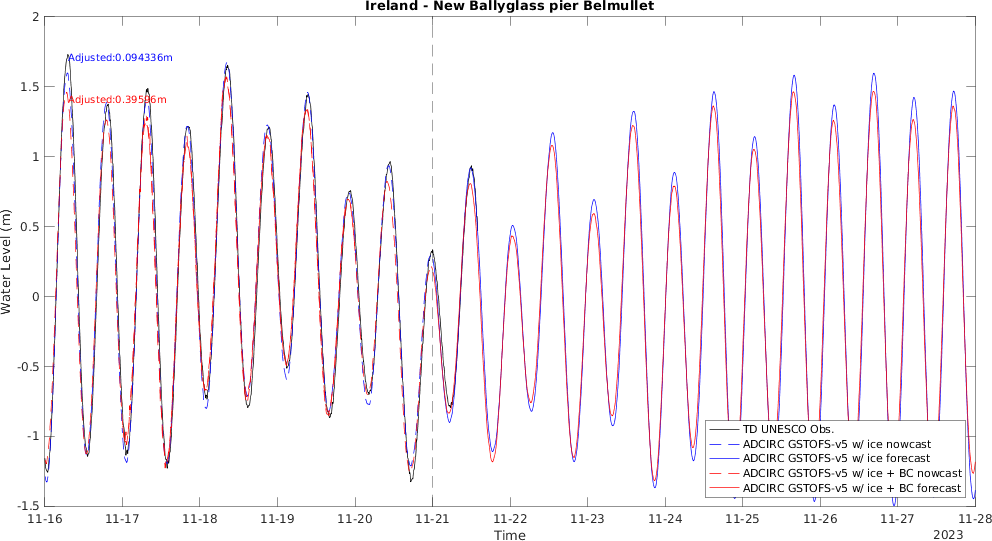 Ireland - New Ballyglass pier Belmullet
2
1.5
1
0.5
0
-0.5
-1
-1.5
Water Level (m)
Adjusted:0.094336m
Adjusted:0.39596m
TD UNESCO Obs.
ADCIRC GSTOFS-v5 w/ ice nowcast
ADCIRC GSTOFS-v5 w/ ice forecast
ADCIRC GSTOFS-v5 w/ ice + BC nowcast
ADCIRC GSTOFS-v5 w/ ice + BC forecast
11-16 11-17 11-18 11-19 11-20 11-21 11-22 11-23 11-24 11-25 11-26 11-27 11-28
Time
2023